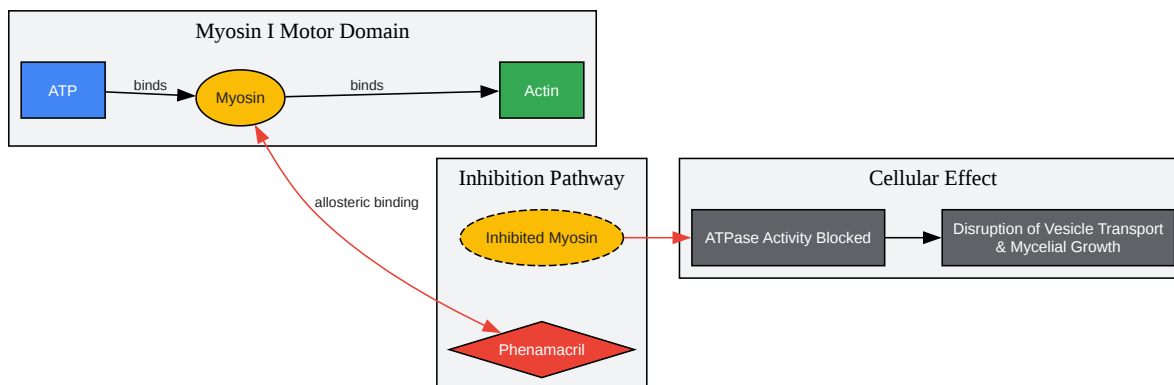 Myosin I Motor Domain
ATP
binds
Myosin
binds
Actin
allosteric binding
Inhibition Pathway
Inhibited Myosin
Phenamacril
Cellular Effect
ATPase Activity Blocked
Disruption of Vesicle Transport
& Mycelial Growth